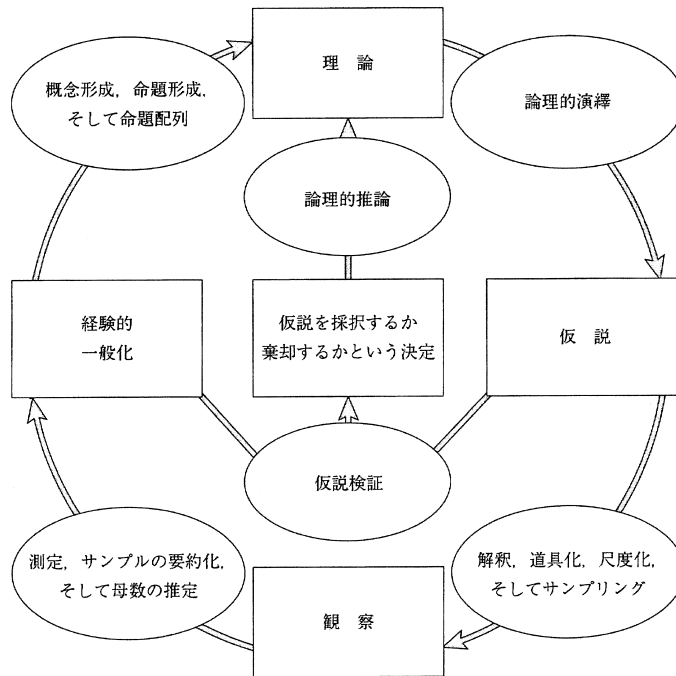 理 論
概念形成，命題形成，
そして命題配列
論理的演繹
論理的推論
経験的
一般化
仮説を採択するか
棄却するかという決定
仮 説
仮説検証
測定，サンプルの要約化，
そして母数の推定
解釈，道具化，尺度化，
そしてサンプリング
観 察